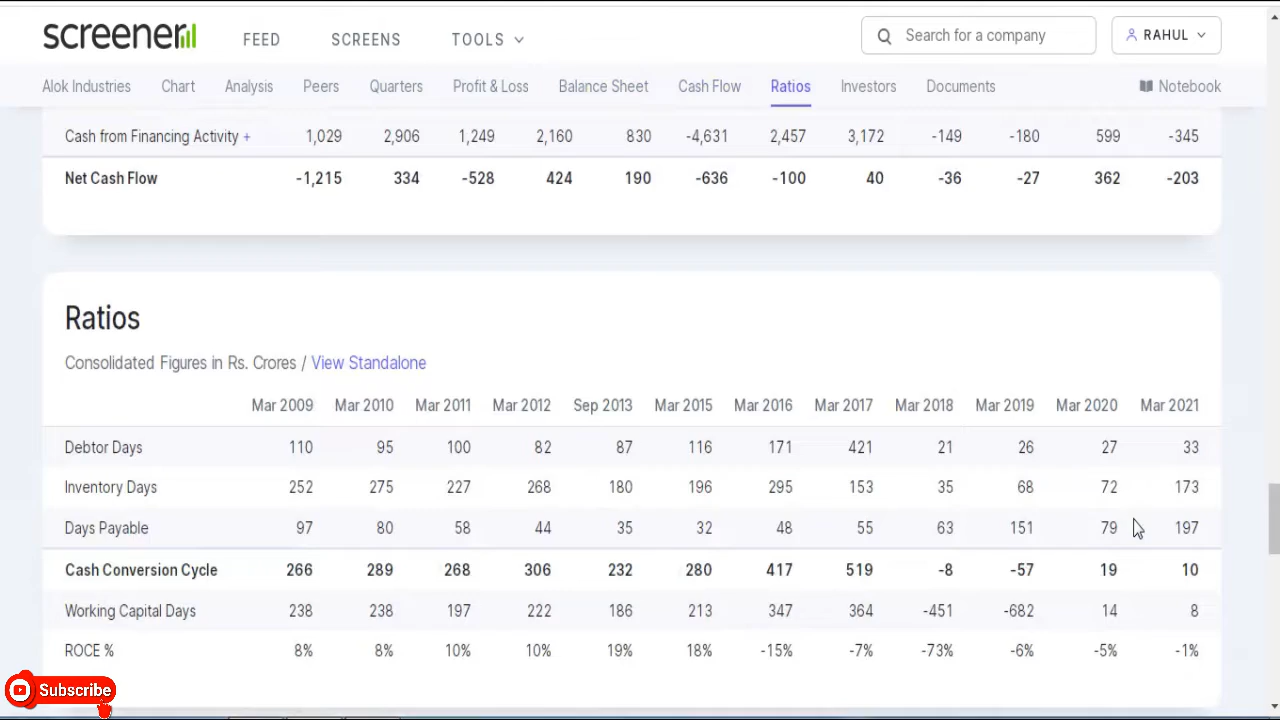 screener FEED SCREENS TOOLS Search for a company RAHUL
Alok Industries Chart Analysis Peers Quarters Profit & Loss Balance Sheet Cash Flow Ratios Investors Documents Notebook
Cash from Financing Activity + 1,029 2,906 1,249 2,160 830 -4,631 2,457 3,172 -149 -180 599 -345
Net Cash Flow -1,215 334 -528 424 190 -636 -100 40 -36 -27 362 -203
Ratios
Consolidated Figures in Rs. Crores / View Standalone
Mar 2009 Mar 2010 Mar 2011 Mar 2012 Sep 2013 Mar 2015 Mar 2016 Mar 2017 Mar 2018 Mar 2019 Mar 2020 Mar 2021
Debtor Days 110 95 100 82 87 116 171 421 21 26 27 33
Inventory Days 252 275 227 268 180 196 295 153 35 68 72 173
Days Payable 97 80 58 44 35 32 48 55 63 151 79 197
Cash Conversion Cycle 266 289 268 306 232 280 417 519 -8 -57 19 10
Working Capital Days 238 238 197 222 186 213 347 364 -451 -682 14 8
ROCE % 8% 8% 10% 10% 19% 18% -15% -7% -73% -6% -5% -1%
Subscribe